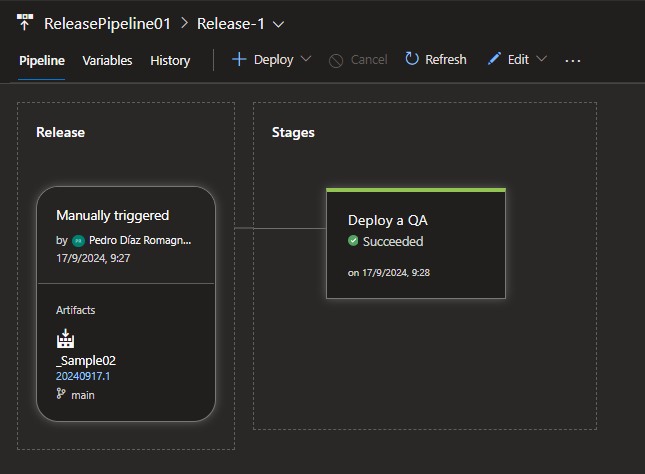 ReleasePipeline01 > Release-1
Pipeline Variables History + Deploy Cancel Refresh Edit ...
Release
Manually triggered
by Pedro Díaz Romagn...
17/9/2024, 9:27
Artifacts
_Sample02
20240917.1
main
Stages
Deploy a QA
Succeeded
on 17/9/2024, 9:28